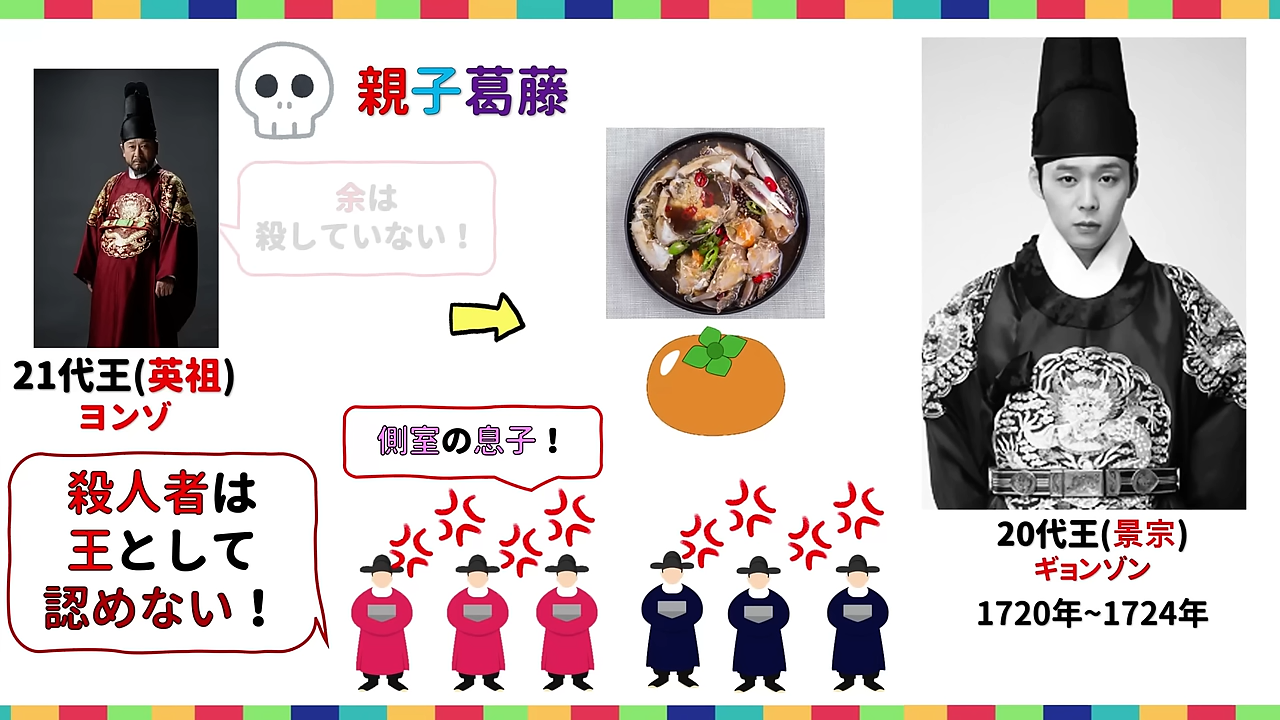 親子葛藤
余は
殺していない！
21代王(英祖)
ヨンゾ
側室の息子！
殺人者は
王として
認めない！
20代王(景宗)
ギョンゾン
1720年~1724年